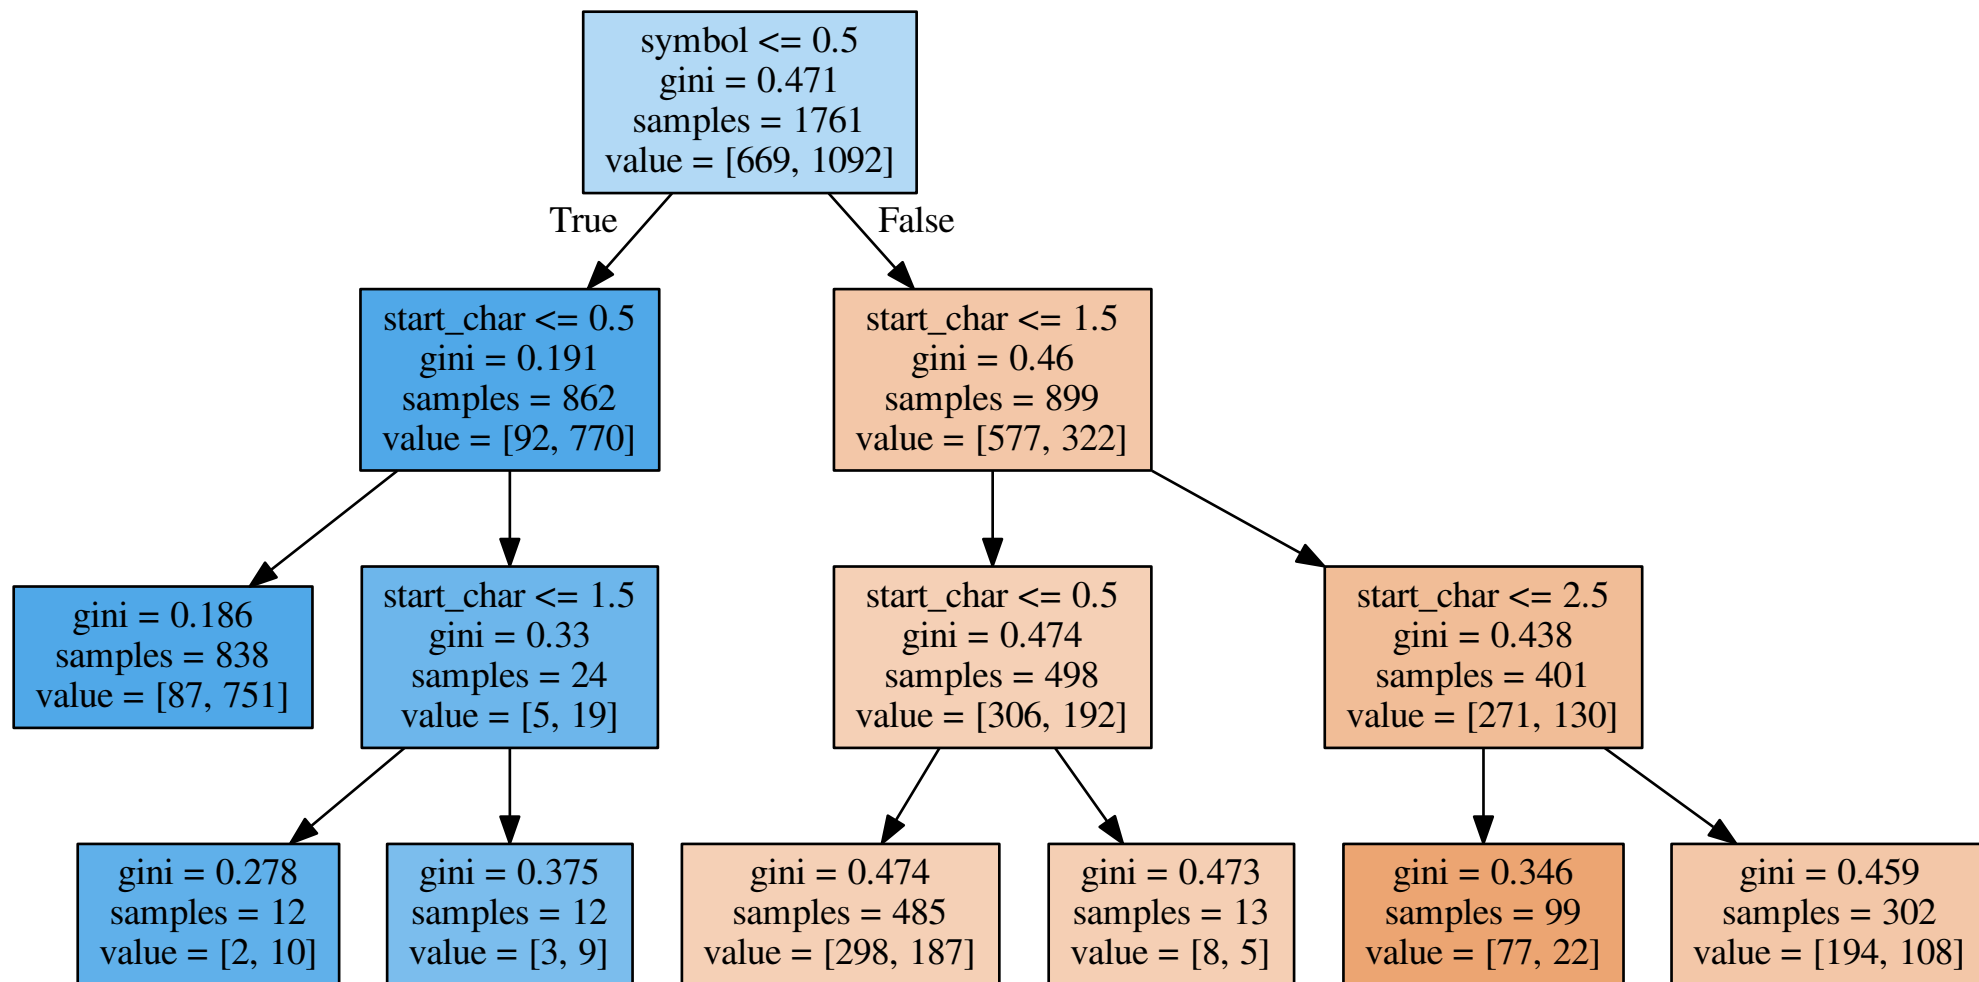 symbol <= 0.5
gini = 0.471
samples = 1761
value = [669, 1092]
True
False
start_char <= 0.5
gini = 0.191
samples = 862
value = [92, 770]
start_char <= 1.5
gini = 0.46
samples = 899
value = [577, 322]
gini = 0.186
samples = 838
value = [87, 751]
start_char <= 1.5
gini = 0.33
samples = 24
value = [5, 19]
start_char <= 0.5
gini = 0.474
samples = 498
value = [306, 192]
start_char <= 2.5
gini = 0.438
samples = 401
value = [271, 130]
gini = 0.278
samples = 12
value = [2, 10]
gini = 0.375
samples = 12
value = [3, 9]
gini = 0.474
samples = 485
value = [298, 187]
gini = 0.473
samples = 13
value = [8, 5]
gini = 0.346
samples = 99
value = [77, 22]
gini = 0.459
samples = 302
value = [194, 108]